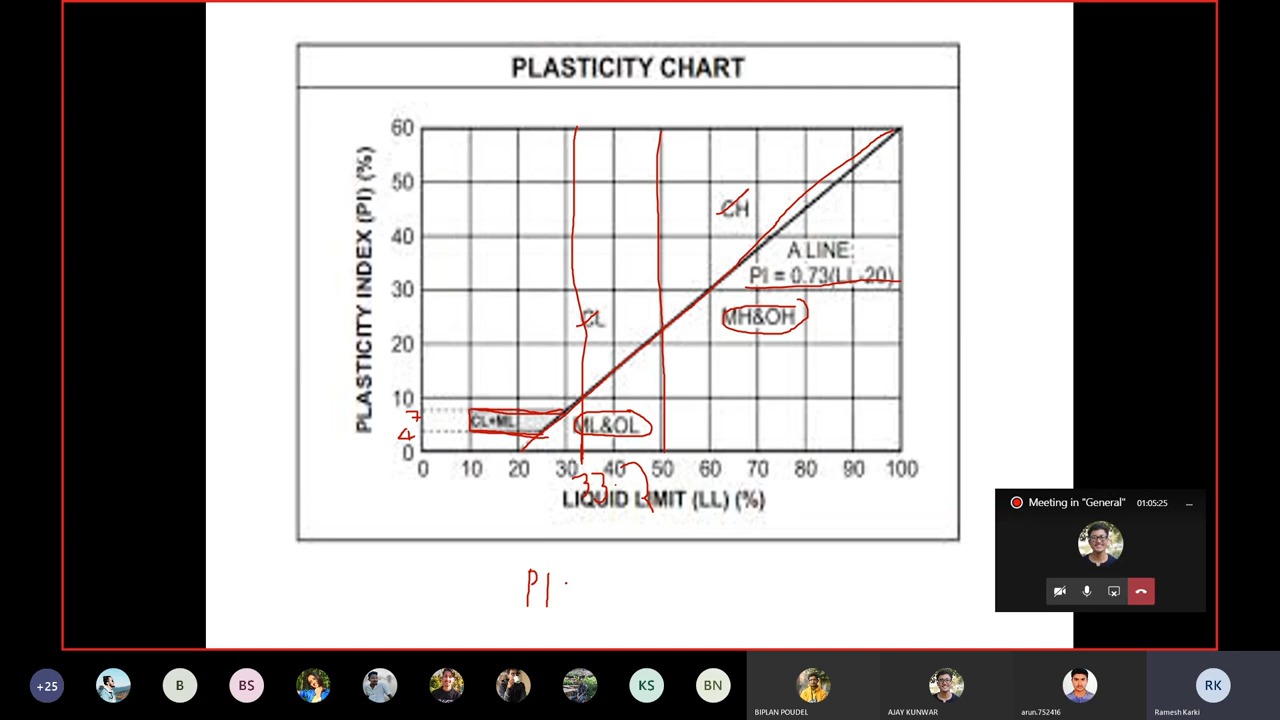 PLASTICITY CHART
PLASTICITY INDEX (PI) (%)
60
50
40
30
20
10
7
4
0
CH
A LINE:
PI = 0.73(LL-20)
CL
MH&OH
CL+ML
ML&OL
0 10 20 30 40 50 60 70 80 90 100
33.
LIQUID LIMIT (LL) (%)
PI
Meeting in "General" 01:05:25 ...
+25 B BS KS BN RK
BIPLAN POUDEL AJAY KUNWAR arun.752416 Ramesh Karki